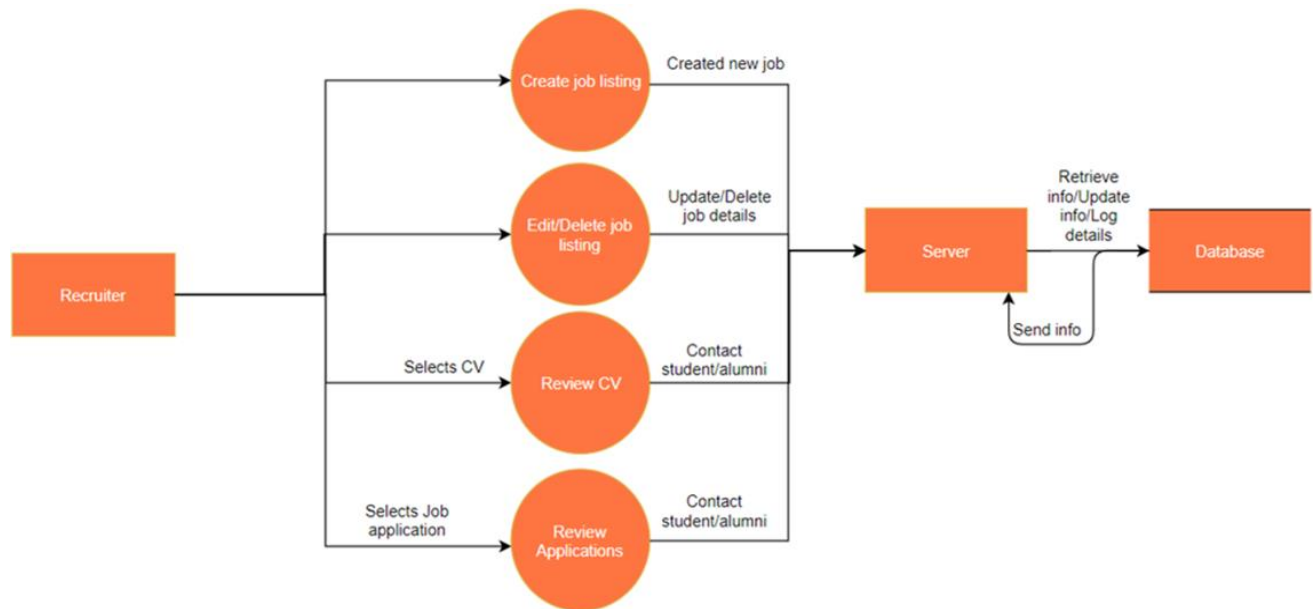 Create job listing
Created new job
Edit/Delete job
listing
Update/Delete
job details
Recruiter
Selects CV
Review CV
Contact
student/alumni
Selects Job
application
Review
Applications
Contact
student/alumni
Server
Retrieve
info/Update
info/Log
details
Database
Send info